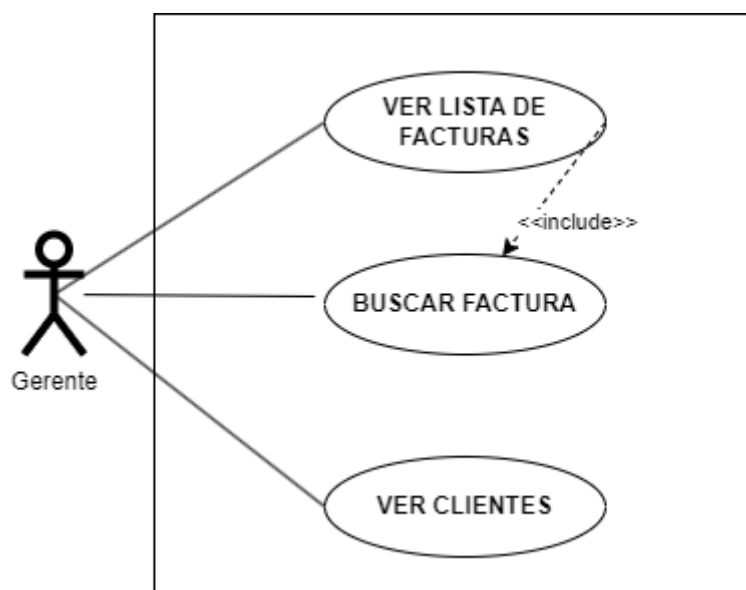 VER LISTA DE
FACTURAS
<<include>>
BUSCAR FACTURA
Gerente
VER CLIENTES